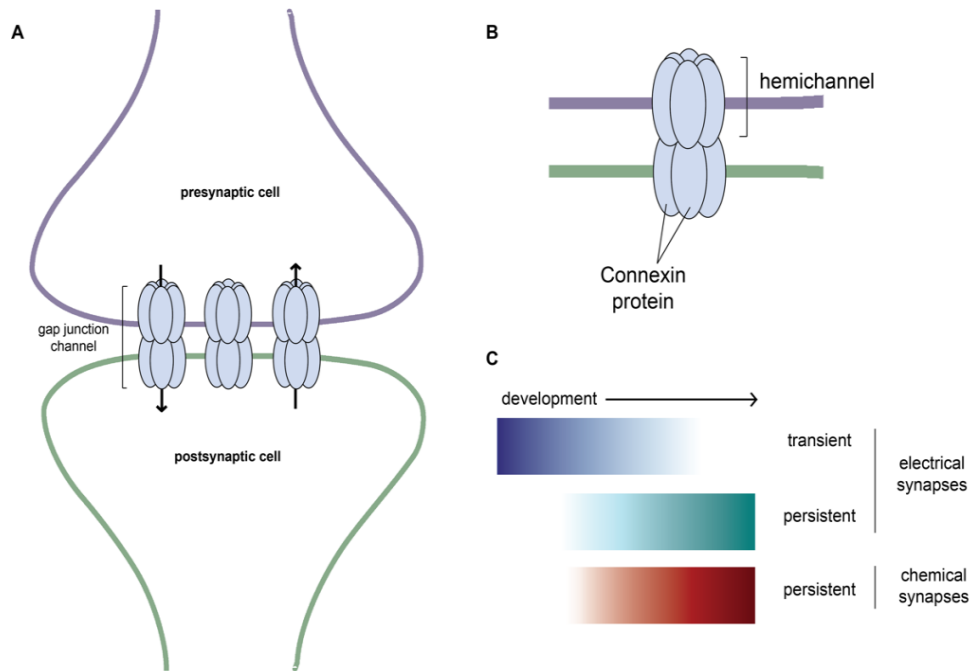 A
presynaptic cell
gap junction
channel
postsynaptic cell
B
hemichannel
Connexin
protein
C
development
transient
electrical
synapses
persistent
persistent
chemical
synapses